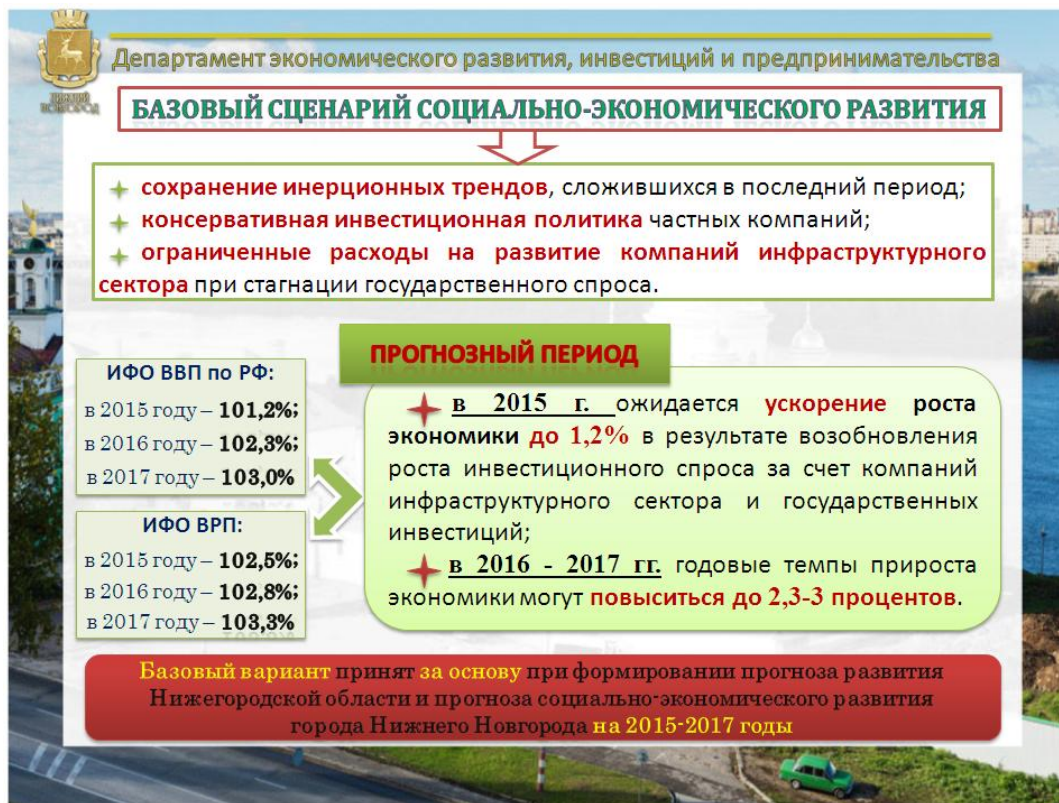 Департамент экономического развития, инвестиций и предпринимательства
НИЖНИЙ
НОВГОРОД
БАЗОВЫЙ СЦЕНАРИЙ СОЦИАЛЬНО-ЭКОНОМИЧЕСКОГО РАЗВИТИЯ
сохранение инерционных трендов, сложившихся в последний период;
консервативная инвестиционная политика частных компаний;
ограниченные расходы на развитие компаний инфраструктурного
сектора при стагнации государственного спроса.
ПРОГНОЗНЫЙ ПЕРИОД
ИФО ВВП по РФ:
в 2015 году – 101,2%;
в 2016 году – 102,3%;
в 2017 году – 103,0%
ИФО ВРП:
в 2015 году – 102,5%;
в 2016 году – 102,8%;
в 2017 году – 103,3%
в 2015 г. ожидается ускорение роста
экономики до 1,2% в результате возобновления
роста инвестиционного спроса за счет компаний
инфраструктурного сектора и государственных
инвестиций;
в 2016 - 2017 гг. годовые темпы прироста
экономики могут повыситься до 2,3-3 процентов.
Базовый вариант принят за основу при формировании прогноза развития
Нижегородской области и прогноза социально-экономического развития
города Нижнего Новгорода на 2015-2017 годы